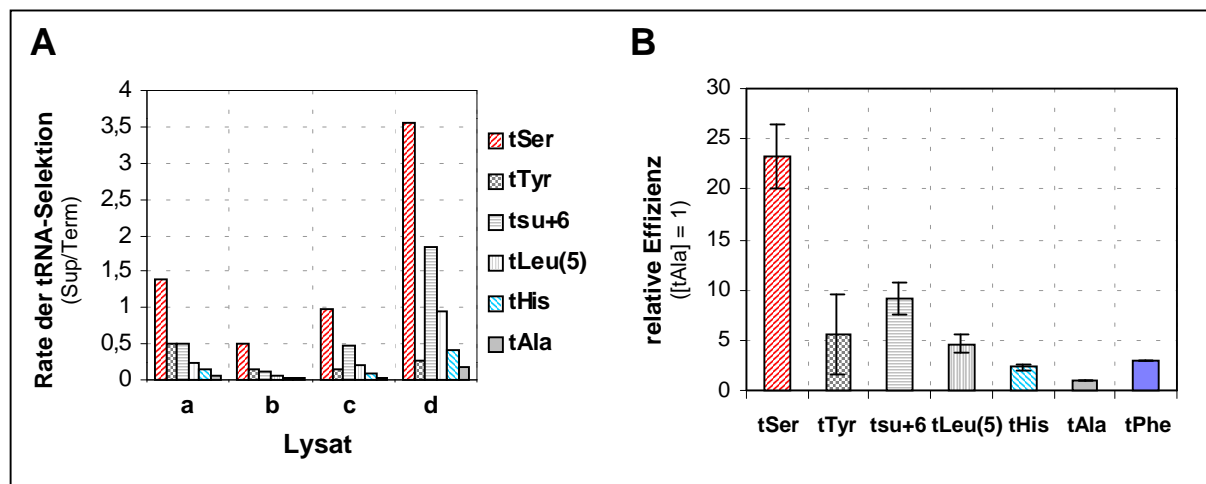 A
Rate der tRNA-Selektion
(Sup/Term)
4
3,5
3
2,5
2
1,5
1
0,5
0
a b c d
Lysat
tSer
tTyr
tsu+6
tLeu(5)
tHis
tAla
B
relative Effizienz
([tAla] = 1)
30
25
20
15
10
5
0
tSer tTyr tsu+6 tLeu(5) tHis tAla tPhe